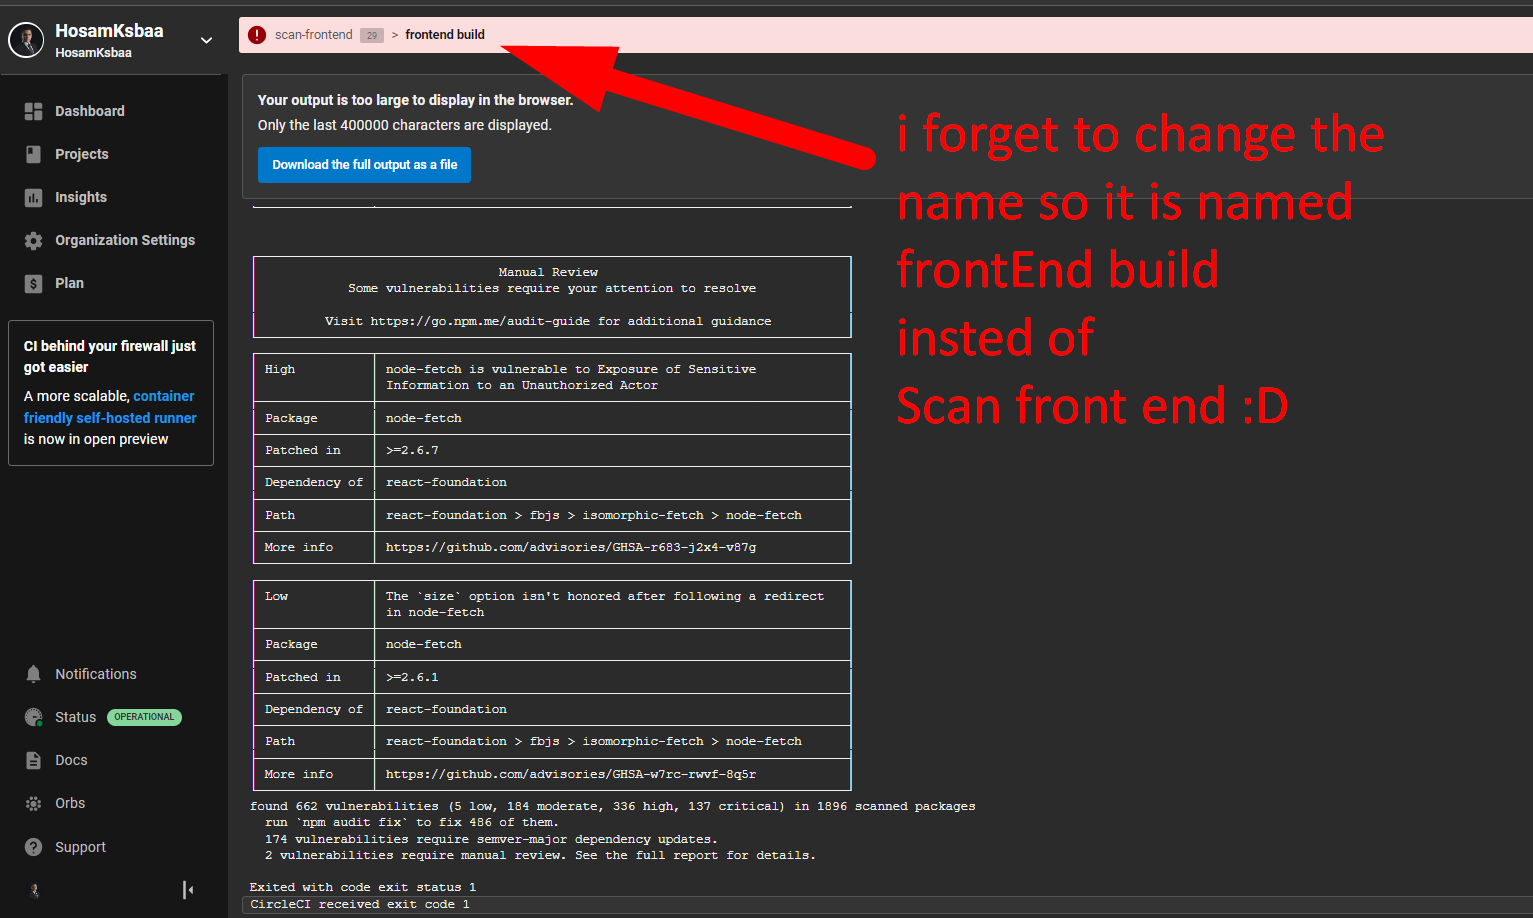 HosamKsbaa
HosamKsbaa
Dashboard
Projects
Insights
Organization Settings
Plan
CI behind your firewall just
got easier
A more scalable, container
friendly self-hosted runner
is now in open preview
Notifications
Status OPERATIONAL
Docs
Orbs
Support
scan-frontend 29 > frontend build
Your output is too large to display in the browser.
Only the last 400000 characters are displayed.
Download the full output as a file
i forget to change the
name so it is named
frontEnd build
insted of
Scan front end :D
Manual Review
Some vulnerabilities require your attention to resolve
Visit https://go.npm.me/audit-guide for additional guidance
High node-fetch is vulnerable to Exposure of Sensitive
Information to an Unauthorized Actor
Package node-fetch
Patched in >=2.6.7
Dependency of react-foundation
Path react-foundation > fbjs > isomorphic-fetch > node-fetch
More info https://github.com/advisories/GHSA-r683-j2x4-v87g
Low The `size` option isn't honored after following a redirect
in node-fetch
Package node-fetch
Patched in >=2.6.1
Dependency of react-foundation
Path react-foundation > fbjs > isomorphic-fetch > node-fetch
More info https://github.com/advisories/GHSA-w7rc-rwvf-8q5r
found 662 vulnerabilities (5 low, 184 moderate, 336 high, 137 critical) in 1896 scanned packages
run `npm audit fix` to fix 486 of them.
174 vulnerabilities require semver-major dependency updates.
2 vulnerabilities require manual review. See the full report for details.
Exited with code exit status 1
CircleCI received exit code 1